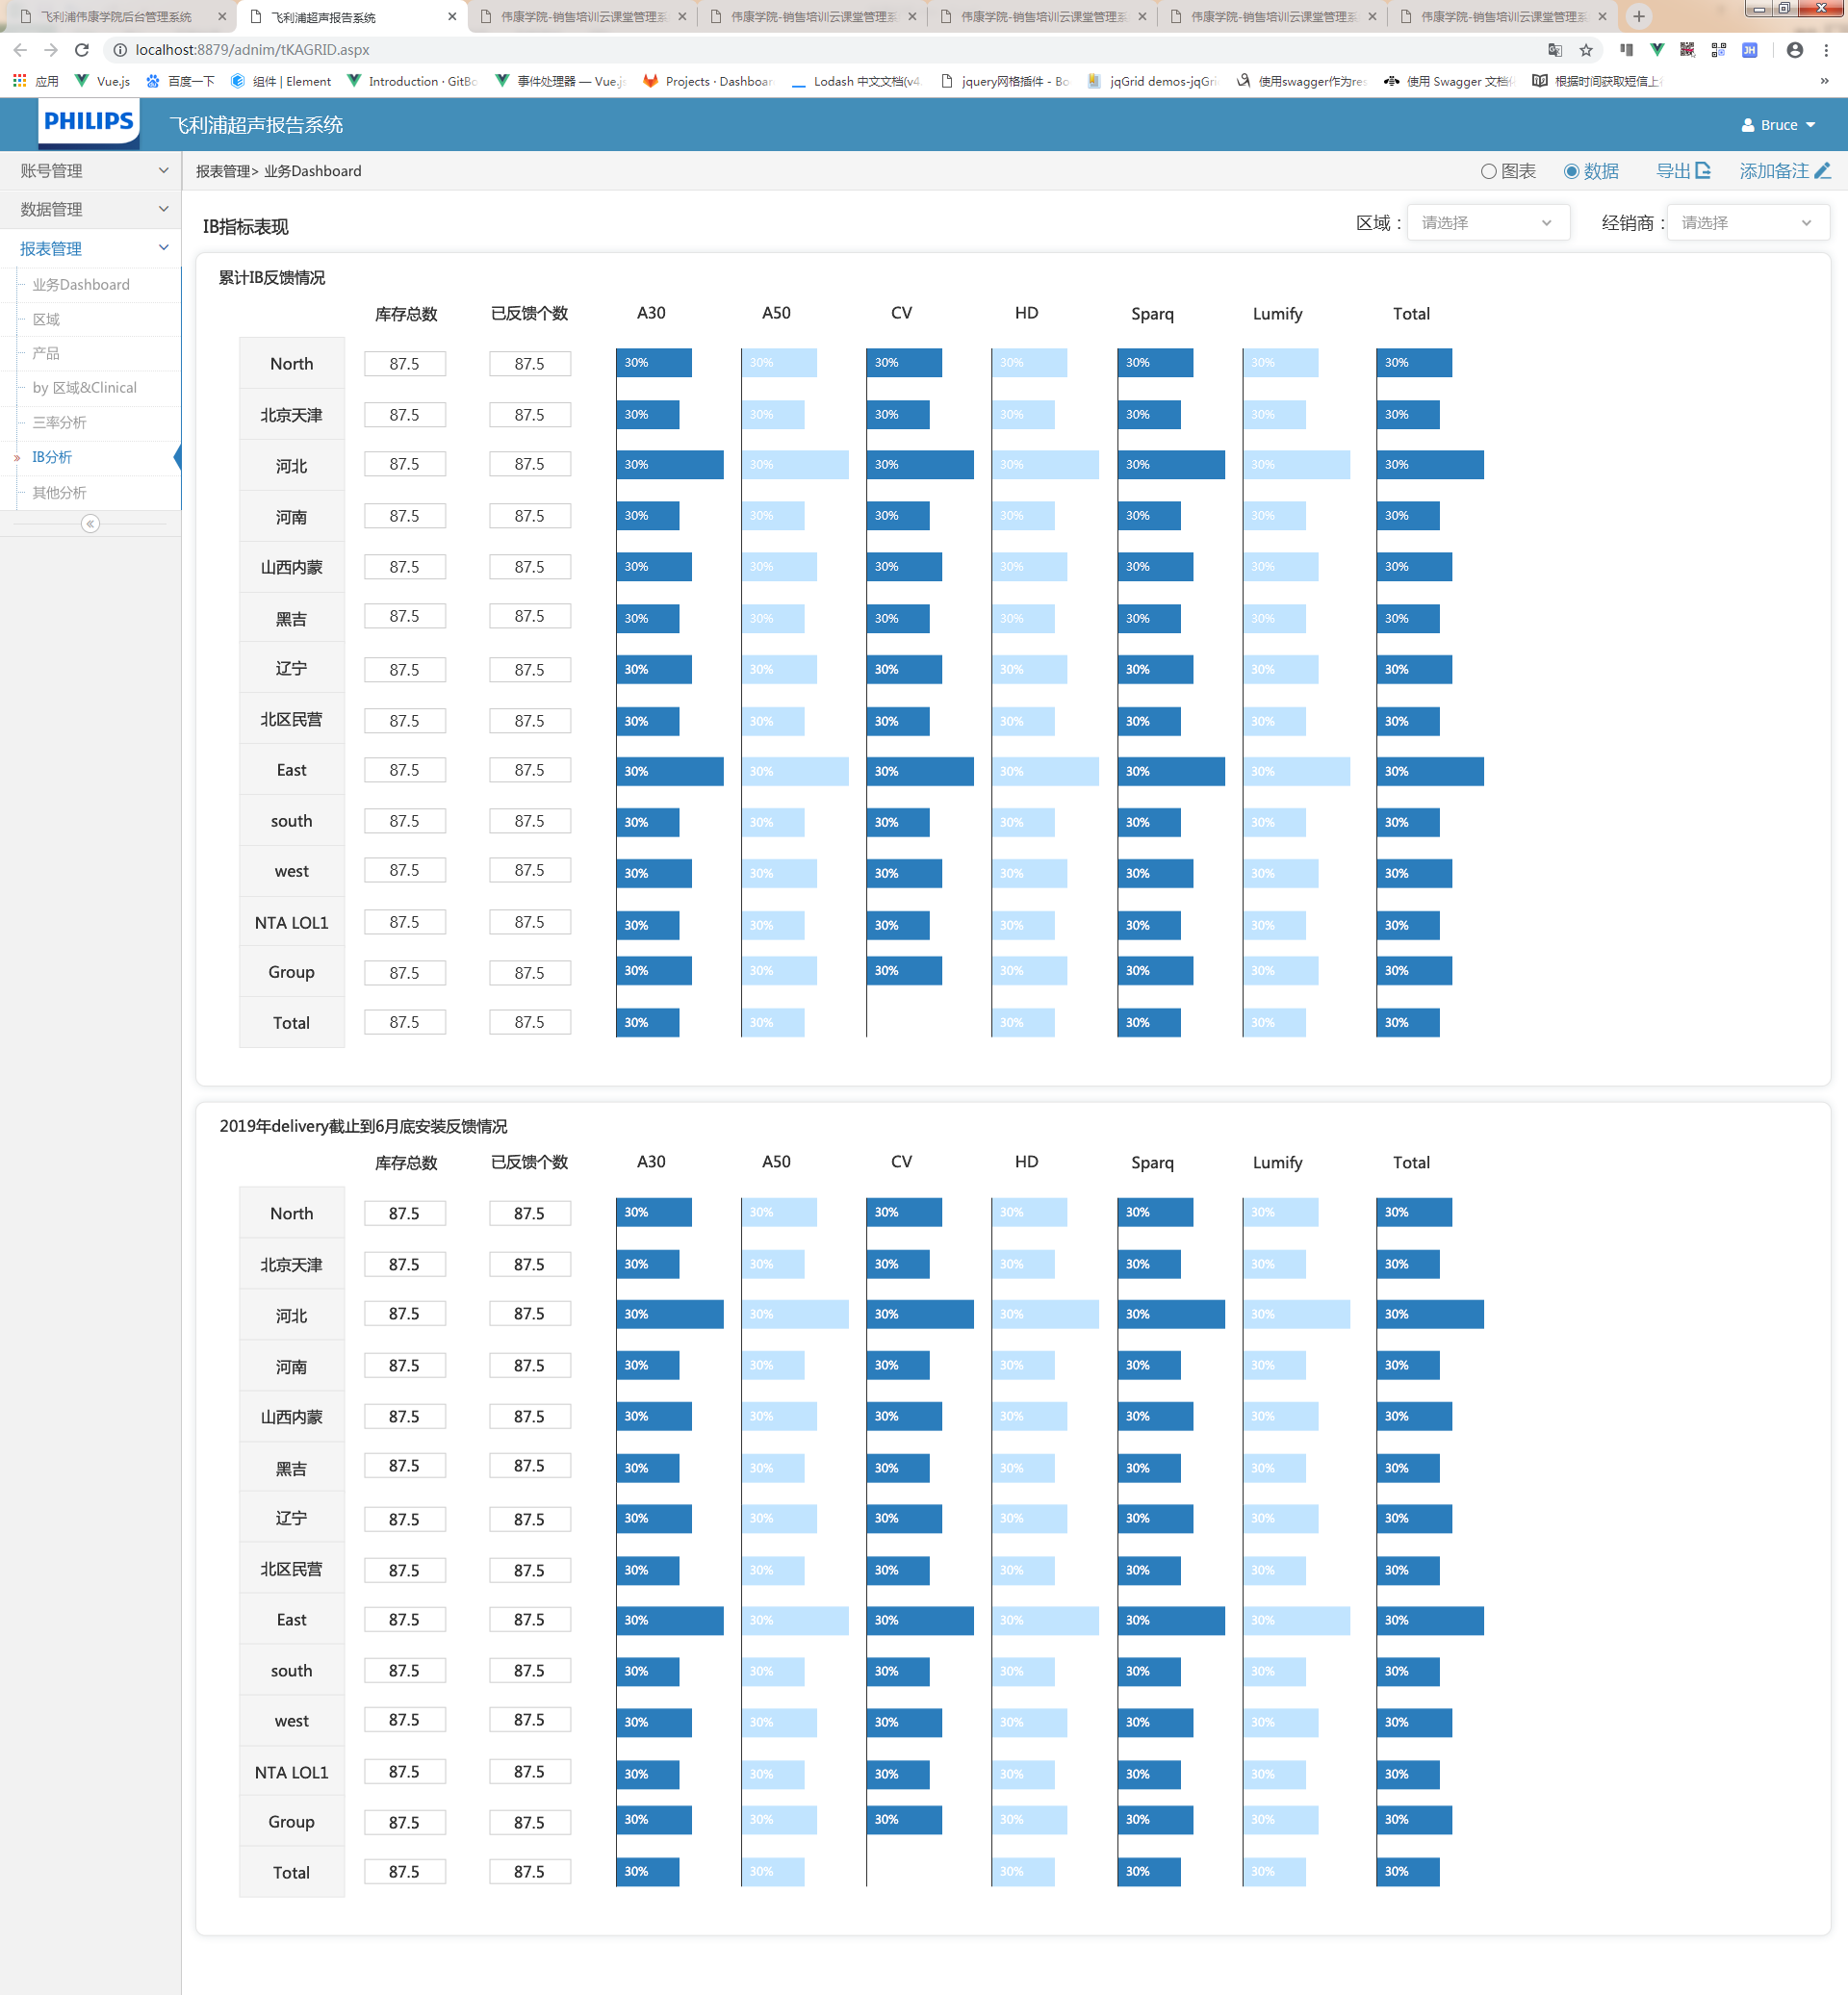 飞利浦伟康学院后台管理系统
飞利浦超声报告系统
伟康学院-销售培训云课堂管理系
伟康学院-销售培训云课堂管理系
伟康学院-销售培训云课堂管理系
伟康学院-销售培训云课堂管理系
伟康学院-销售培训云课堂管理系
localhost:8879/adnim/tKAGRID.aspx
JH
应用 Vue.js 百度一下 组件 | Element Introduction · GitBo 事件处理器 — Vue.js Projects · Dashboar Lodash 中文文档(v4. jquery网格插件 - Bo jqGrid demos-jqGri 使用swagger作为res 使用 Swagger 文档 根据时间获取短信上 »
PHILIPS 飞利浦超声报告系统 Bruce
账号管理
数据管理
报表管理
业务Dashboard
区域
产品
by 区域&Clinical
三率分析
» IB分析
其他分析
«
报表管理> 业务Dashboard 图表 数据 导出 添加备注
IB指标表现 区域 : 请选择 经销商 : 请选择
累计IB反馈情况
库存总数 已反馈个数 A30 A50 CV HD Sparq Lumify Total
North 87.5 87.5 30% 30% 30% 30% 30% 30% 30%
北京天津 87.5 87.5 30% 30% 30% 30% 30% 30% 30%
河北 87.5 87.5 30% 30% 30% 30% 30% 30% 30%
河南 87.5 87.5 30% 30% 30% 30% 30% 30% 30%
山西内蒙 87.5 87.5 30% 30% 30% 30% 30% 30% 30%
黑吉 87.5 87.5 30% 30% 30% 30% 30% 30% 30%
辽宁 87.5 87.5 30% 30% 30% 30% 30% 30% 30%
北区民营 87.5 87.5 30% 30% 30% 30% 30% 30% 30%
East 87.5 87.5 30% 30% 30% 30% 30% 30% 30%
south 87.5 87.5 30% 30% 30% 30% 30% 30% 30%
west 87.5 87.5 30% 30% 30% 30% 30% 30% 30%
NTA LOL1 87.5 87.5 30% 30% 30% 30% 30% 30% 30%
Group 87.5 87.5 30% 30% 30% 30% 30% 30% 30%
Total 87.5 87.5 30% 30% 30% 30% 30% 30%
2019年delivery截止到6月底安装反馈情况
库存总数 已反馈个数 A30 A50 CV HD Sparq Lumify Total
North 87.5 87.5 30% 30% 30% 30% 30% 30% 30%
北京天津 87.5 87.5 30% 30% 30% 30% 30% 30% 30%
河北 87.5 87.5 30% 30% 30% 30% 30% 30% 30%
河南 87.5 87.5 30% 30% 30% 30% 30% 30% 30%
山西内蒙 87.5 87.5 30% 30% 30% 30% 30% 30% 30%
黑吉 87.5 87.5 30% 30% 30% 30% 30% 30% 30%
辽宁 87.5 87.5 30% 30% 30% 30% 30% 30% 30%
北区民营 87.5 87.5 30% 30% 30% 30% 30% 30% 30%
East 87.5 87.5 30% 30% 30% 30% 30% 30% 30%
south 87.5 87.5 30% 30% 30% 30% 30% 30% 30%
west 87.5 87.5 30% 30% 30% 30% 30% 30% 30%
NTA LOL1 87.5 87.5 30% 30% 30% 30% 30% 30% 30%
Group 87.5 87.5 30% 30% 30% 30% 30% 30% 30%
Total 87.5 87.5 30% 30% 30% 30% 30% 30%